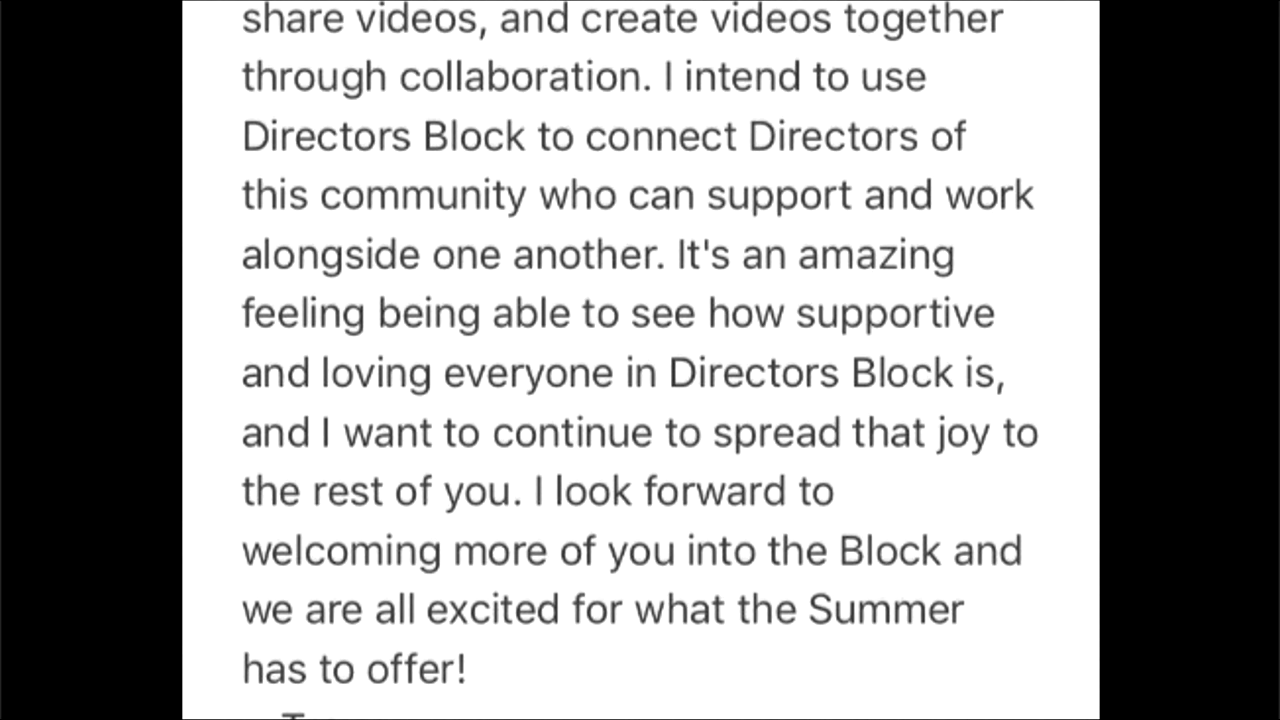 share videos, and create videos together
through collaboration. I intend to use
Directors Block to connect Directors of
this community who can support and work
alongside one another. It's an amazing
feeling being able to see how supportive
and loving everyone in Directors Block is,
and I want to continue to spread that joy to
the rest of you. I look forward to
welcoming more of you into the Block and
we are all excited for what the Summer
has to offer!